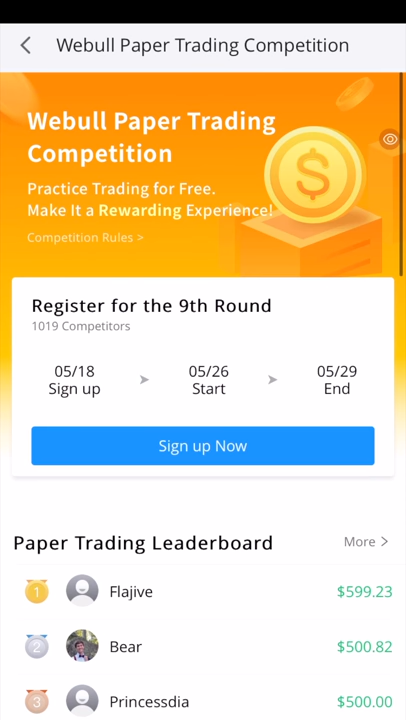 Webull Paper Trading Competition
Webull Paper Trading
Competition
Practice Trading for Free.
Make It a Rewarding Experience!
Competition Rules >
$
Register for the 9th Round
1019 Competitors
05/18
Sign up
05/26
Start
05/29
End
Sign up Now
Paper Trading Leaderboard
More >
1
Flajive
$599.23
2
Bear
$500.82
3
Princessdia
$500.00